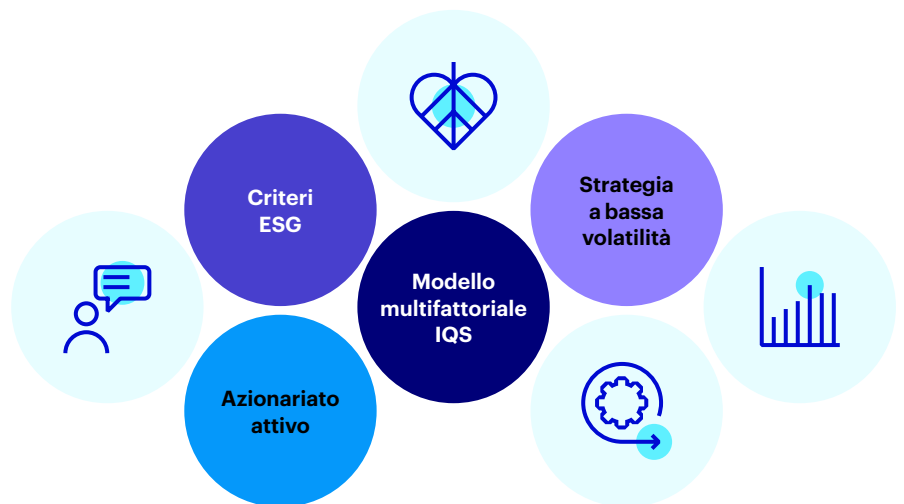 Criteri
ESG
Strategia
a bassa
volatilità
Modello
multifattoriale
IQS
Azionariato
attivo